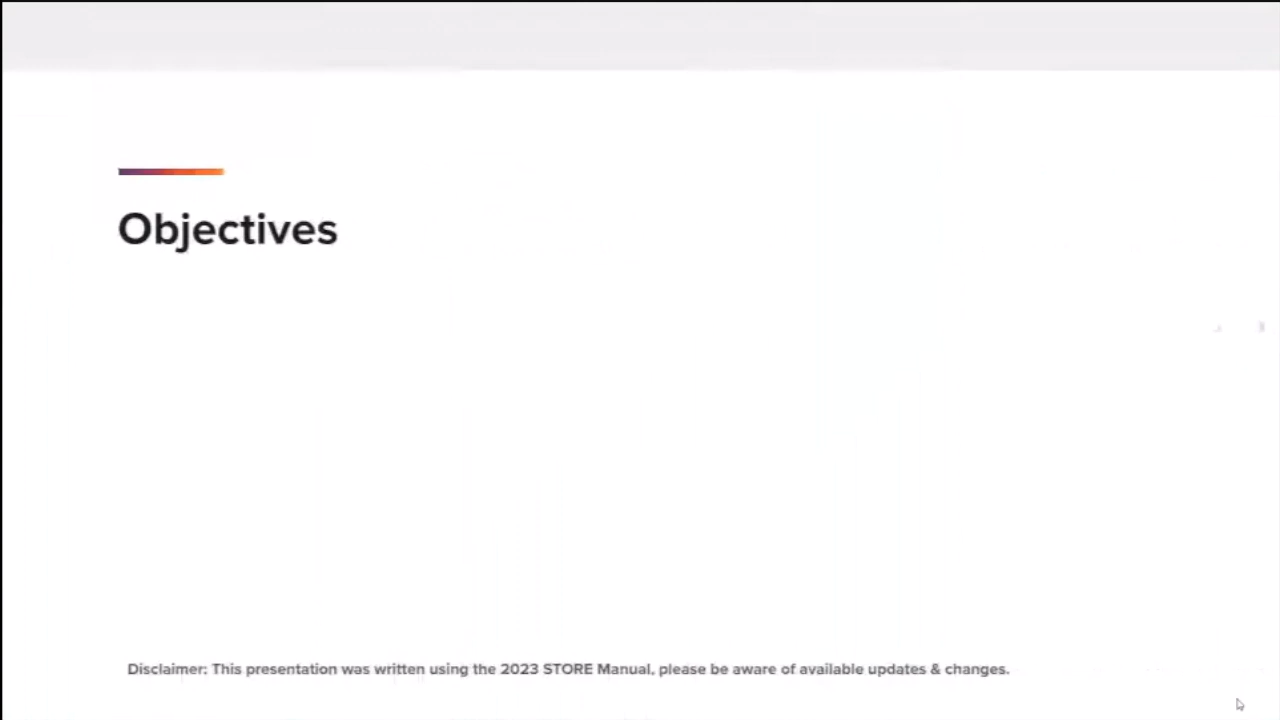 Objectives
Disclaimer: This presentation was written using the 2023 STORE Manual, please be aware of available updates & changes.